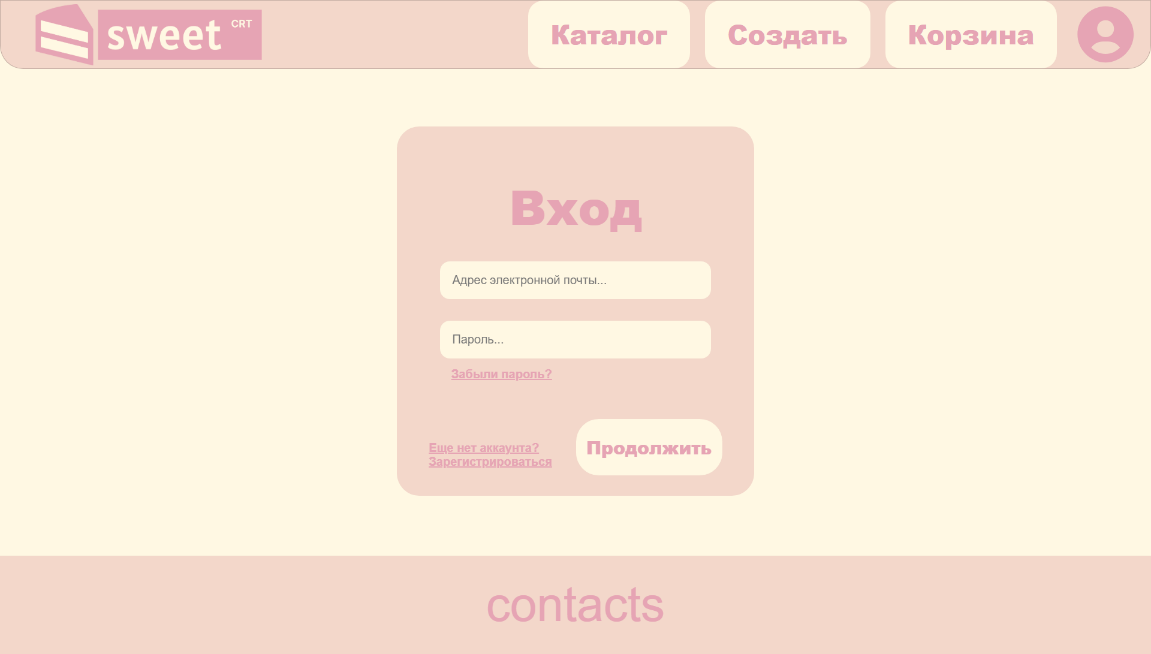 sweet CRT
Каталог
Создать
Корзина
Вход
Адрес электронной почты...
Пароль...
Забыли пароль?
Еще нет аккаунта?
Зарегистрироваться
Продолжить
contacts